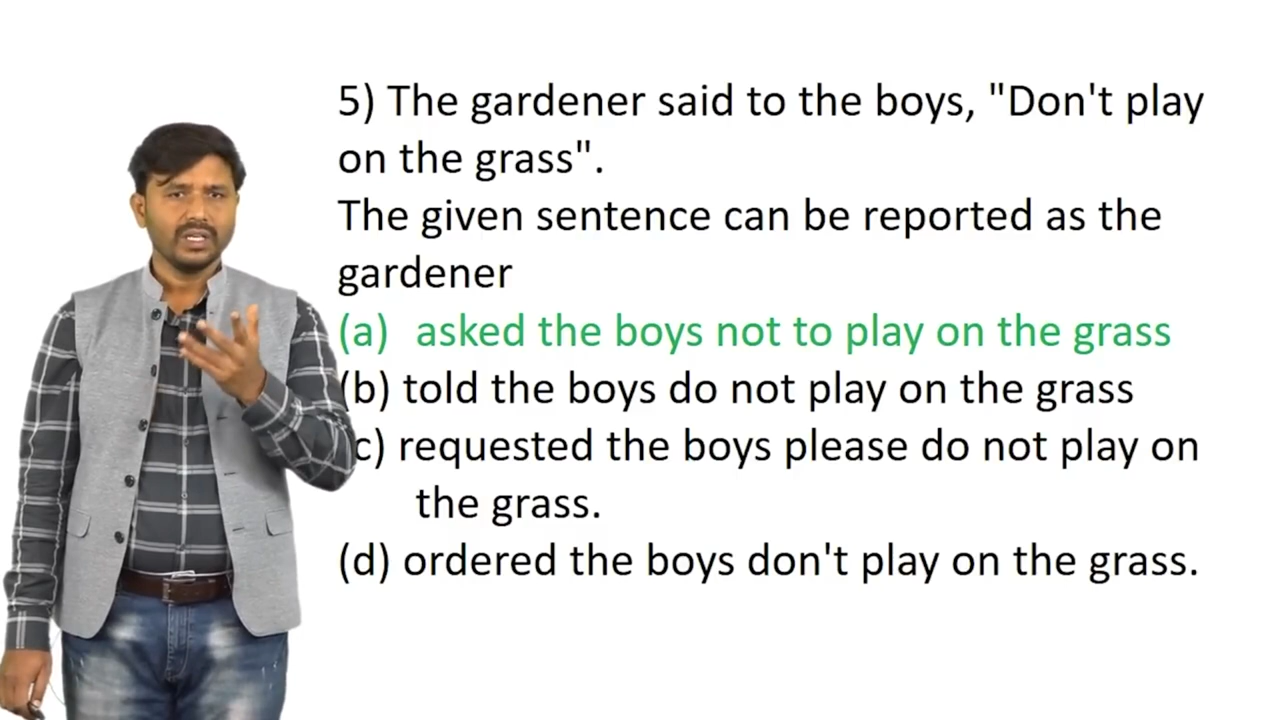 5) The gardener said to the boys, "Don't play
on the grass".
The given sentence can be reported as the
gardener
(a) asked the boys not to play on the grass
(b) told the boys do not play on the grass
c) requested the boys please do not play on
the grass.
(d) ordered the boys don't play on the grass.